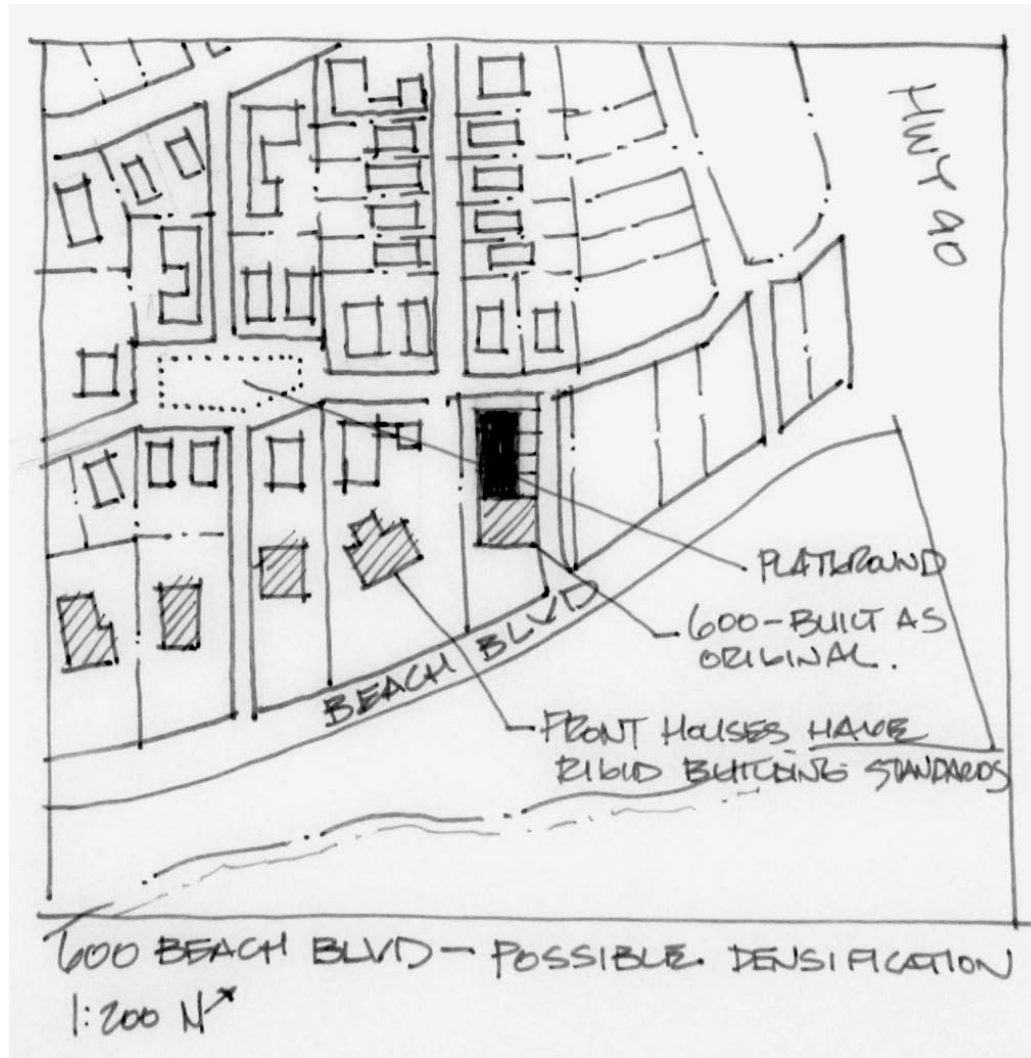 HWY 90
PLAYGROUND
600-BUILT AS
ORIGINAL.
BEACH BLVD
FRONT HOUSES HAVE
RIGID BUILDING STANDARDS
600 BEACH BLVD - POSSIBLE DENSIFICATION
1:200 N